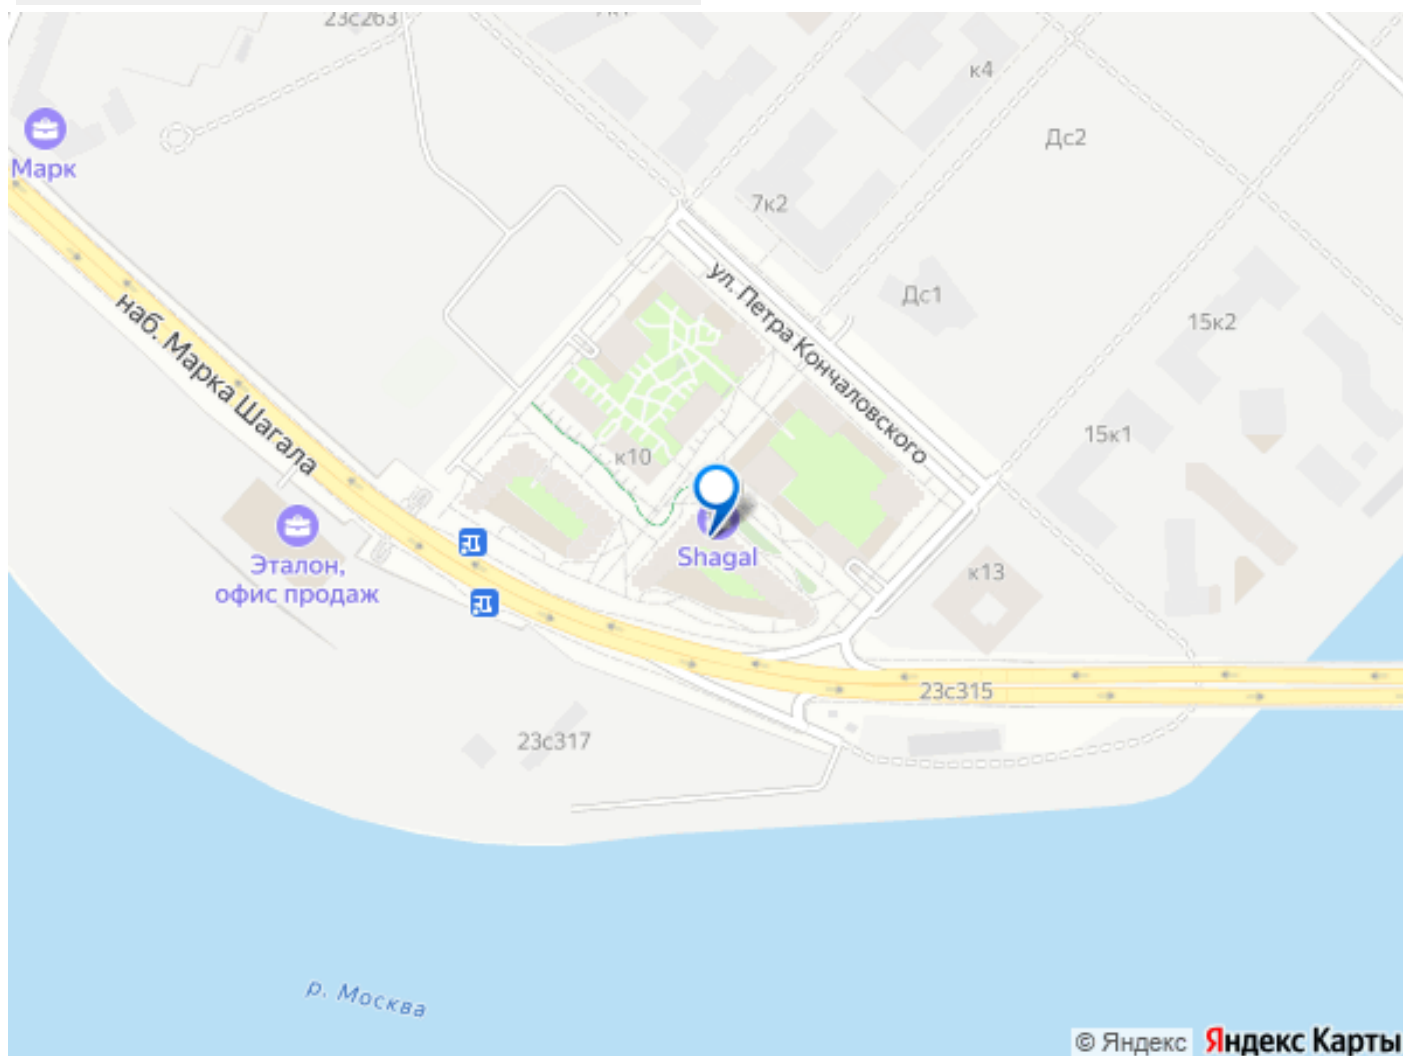 23с263
к4
Марк
Дс2
7к2
ул. Петра Кончаловского
Дс1
наб. Марка Шагала
15к2
15к1
к10
Shagal
Эталон,
офис продаж
к13
23с315
23с317
р. Москва
© Яндекс Яндекс Карты